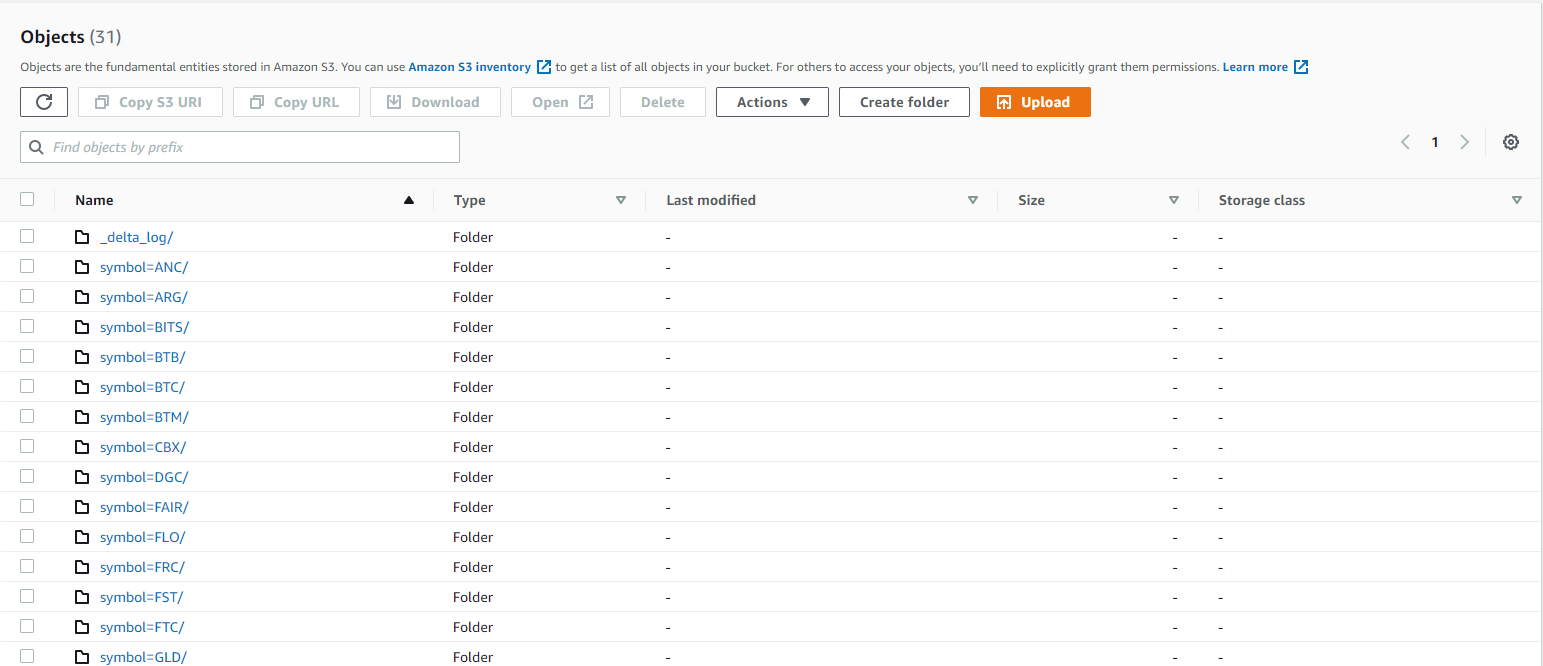 Objects (31)
Objects are the fundamental entities stored in Amazon S3. You can use Amazon S3 inventory to get a list of all objects in your bucket. For others to access your objects, you'll need to explicitly grant them permissions. Learn more
Copy S3 URI Copy URL Download Open Delete Actions Create folder Upload
Find objects by prefix 1
Name Type Last modified Size Storage class
_delta_log/ Folder - - -
symbol=ANC/ Folder - - -
symbol=ARG/ Folder - - -
symbol=BITS/ Folder - - -
symbol=BTB/ Folder - - -
symbol=BTC/ Folder - - -
symbol=BTM/ Folder - - -
symbol=CBX/ Folder - - -
symbol=DGC/ Folder - - -
symbol=FAIR/ Folder - - -
symbol=FLO/ Folder - - -
symbol=FRC/ Folder - - -
symbol=FST/ Folder - - -
symbol=FTC/ Folder - - -
symbol=GLD/ Folder - - -